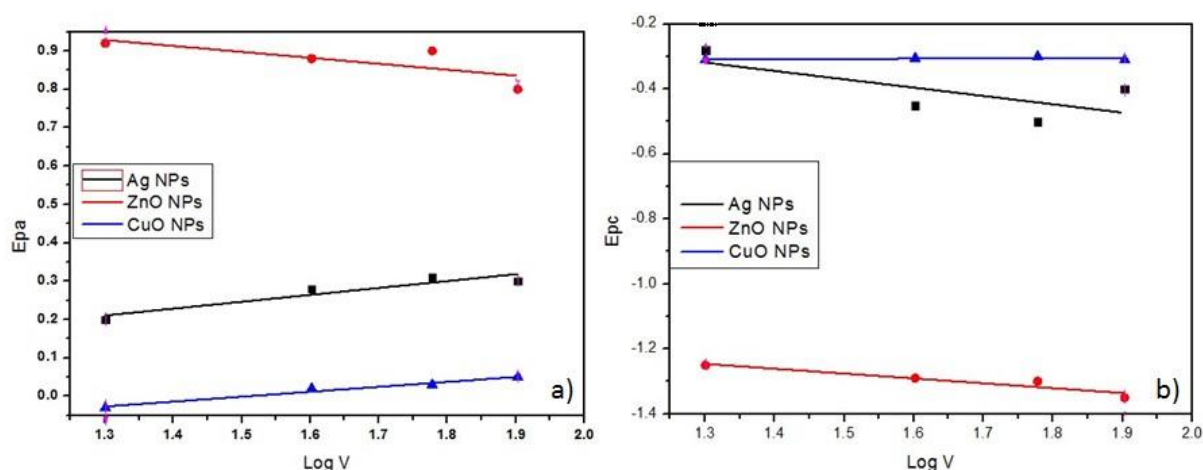 0.9
0.8
0.7
0.6
0.5
0.4
0.3
0.2
0.1
0.0
Epa
Ag NPs
ZnO NPs
CuO NPs
a)
1.3 1.4 1.5 1.6 1.7 1.8 1.9 2.0
Log V
-0.2
-0.4
-0.6
-0.8
-1.0
-1.2
-1.4
Epc
Ag NPs
ZnO NPs
CuO NPs
b)
1.3 1.4 1.5 1.6 1.7 1.8 1.9 2.0
Log V